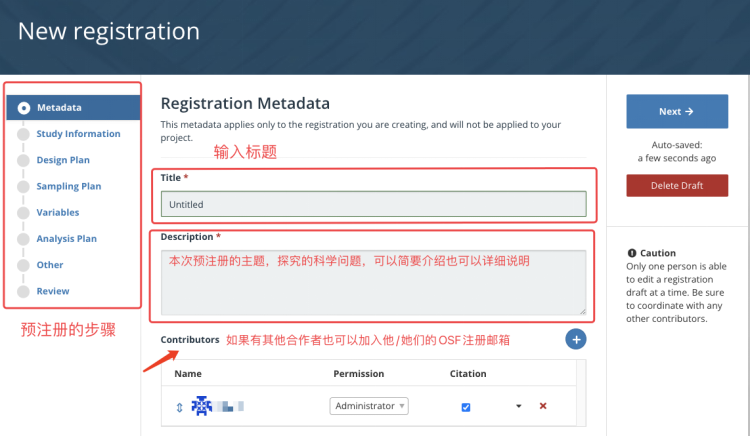 New registration
Metadata
Study Information
Design Plan
Sampling Plan
Variables
Analysis Plan
Other
Review
预注册的步骤
Registration Metadata
This metadata applies only to the registration you are creating, and will not be applied to your
project.
输入标题
Title *
Untitled
Description *
本次预注册的主题，探究的科学问题，可以简要介绍也可以详细说明
Contributors 如果有其他合作者也可以加入他/她们的OSF注册邮箱
Name Permission Citation
Administrator
Next
Auto-saved:
a few seconds ago
Delete Draft
Caution
Only one person is able
to edit a registration
draft at a time. Be sure
to coordinate with any
other contributors.